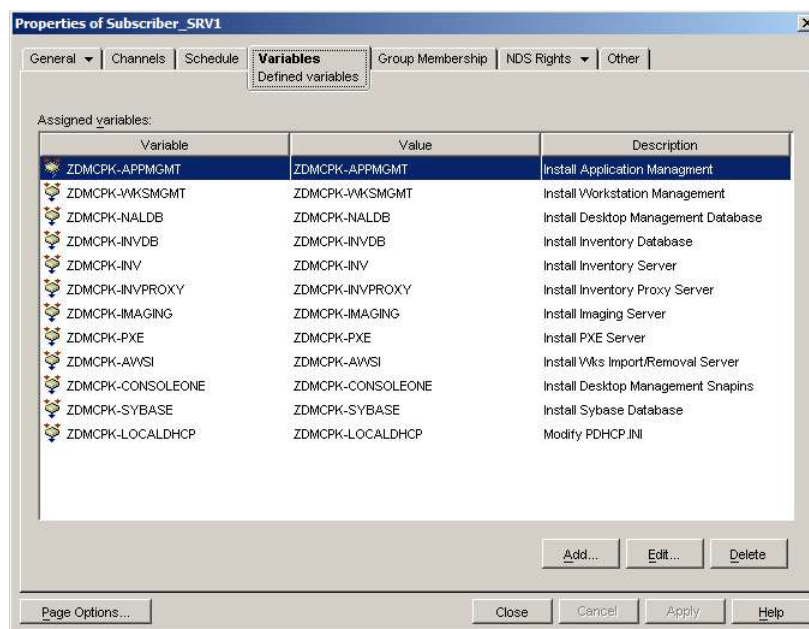 Properties of Subscriber_SRV1
General Channels Schedule Variables Group Membership NDS Rights Other
Defined variables
Assigned variables:
Variable Value Description
ZDMCPK-APPMGMT ZDMCPK-APPMGMT Install Application Managment
ZDMCPK-WKSMGMT ZDMCPK-WKSMGMT Install Workstation Management
ZDMCPK-NALDB ZDMCPK-NALDB Install Desktop Management Database
ZDMCPK-INVDB ZDMCPK-INVDB Install Inventory Database
ZDMCPK-INV ZDMCPK-INV Install Inventory Server
ZDMCPK-INVPROXY ZDMCPK-INVPROXY Install Inventory Proxy Server
ZDMCPK-IMAGING ZDMCPK-IMAGING Install Imaging Server
ZDMCPK-PXE ZDMCPK-PXE Install PXE Server
ZDMCPK-AWSI ZDMCPK-AWSI Install Wks Import/Removal Server
ZDMCPK-CONSOLEONE ZDMCPK-CONSOLEONE Install Desktop Management Snapins
ZDMCPK-SYBASE ZDMCPK-SYBASE Install Sybase Database
ZDMCPK-LOCALDHCP ZDMCPK-LOCALDHCP Modify PDHCP.INI
Add... Edit... Delete
Page Options... Close Cancel Apply Help